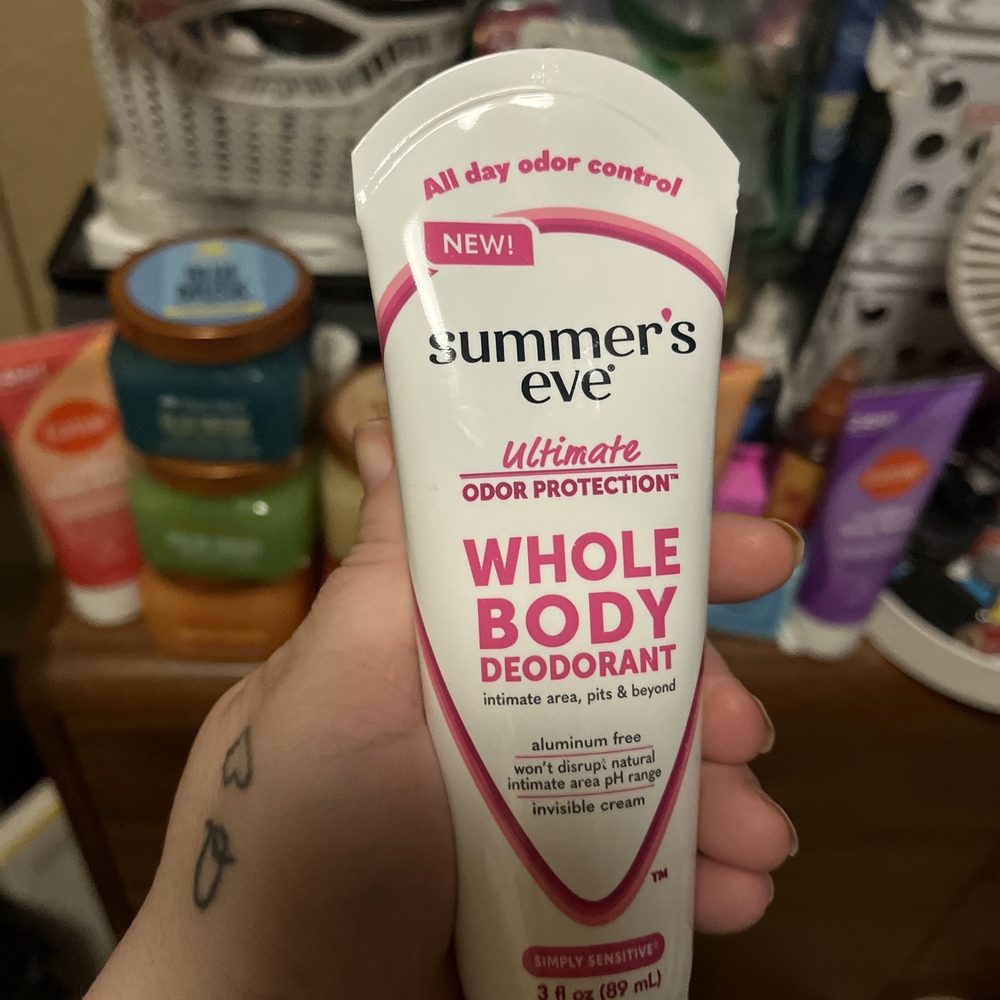 All day odor control
NEW!
summer's
eve®
Ultimate
ODOR PROTECTION™
WHOLE
BODY
DEODORANT
intimate area, pits & beyond
aluminum free
won't disrupt natural
intimate area pH range
invisible cream
™
SIMPLY SENSITIVE®
3 fl oz (89 mL)